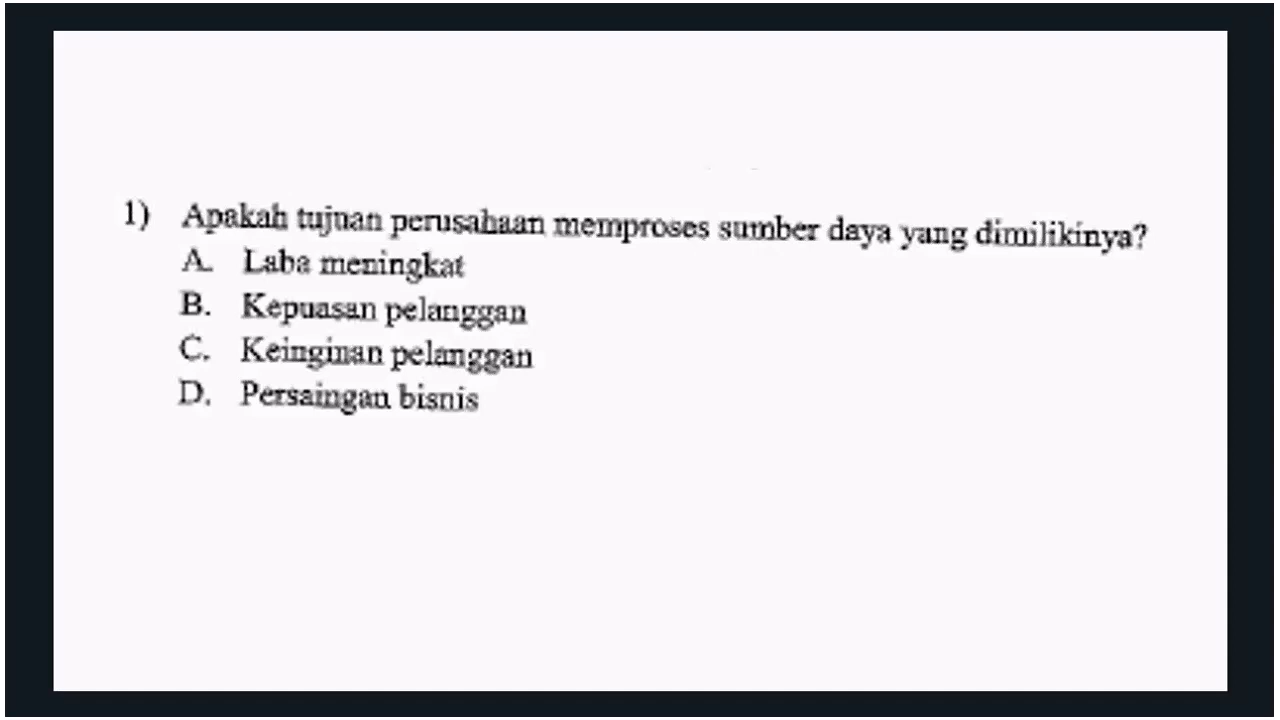 1) Apakah tujuan perusahaan memproses sumber daya yang dimilikinya?
A. Laba meningkat
B. Kepuasan pelanggan
C. Keinginan pelanggan
D. Persaingan bisnis